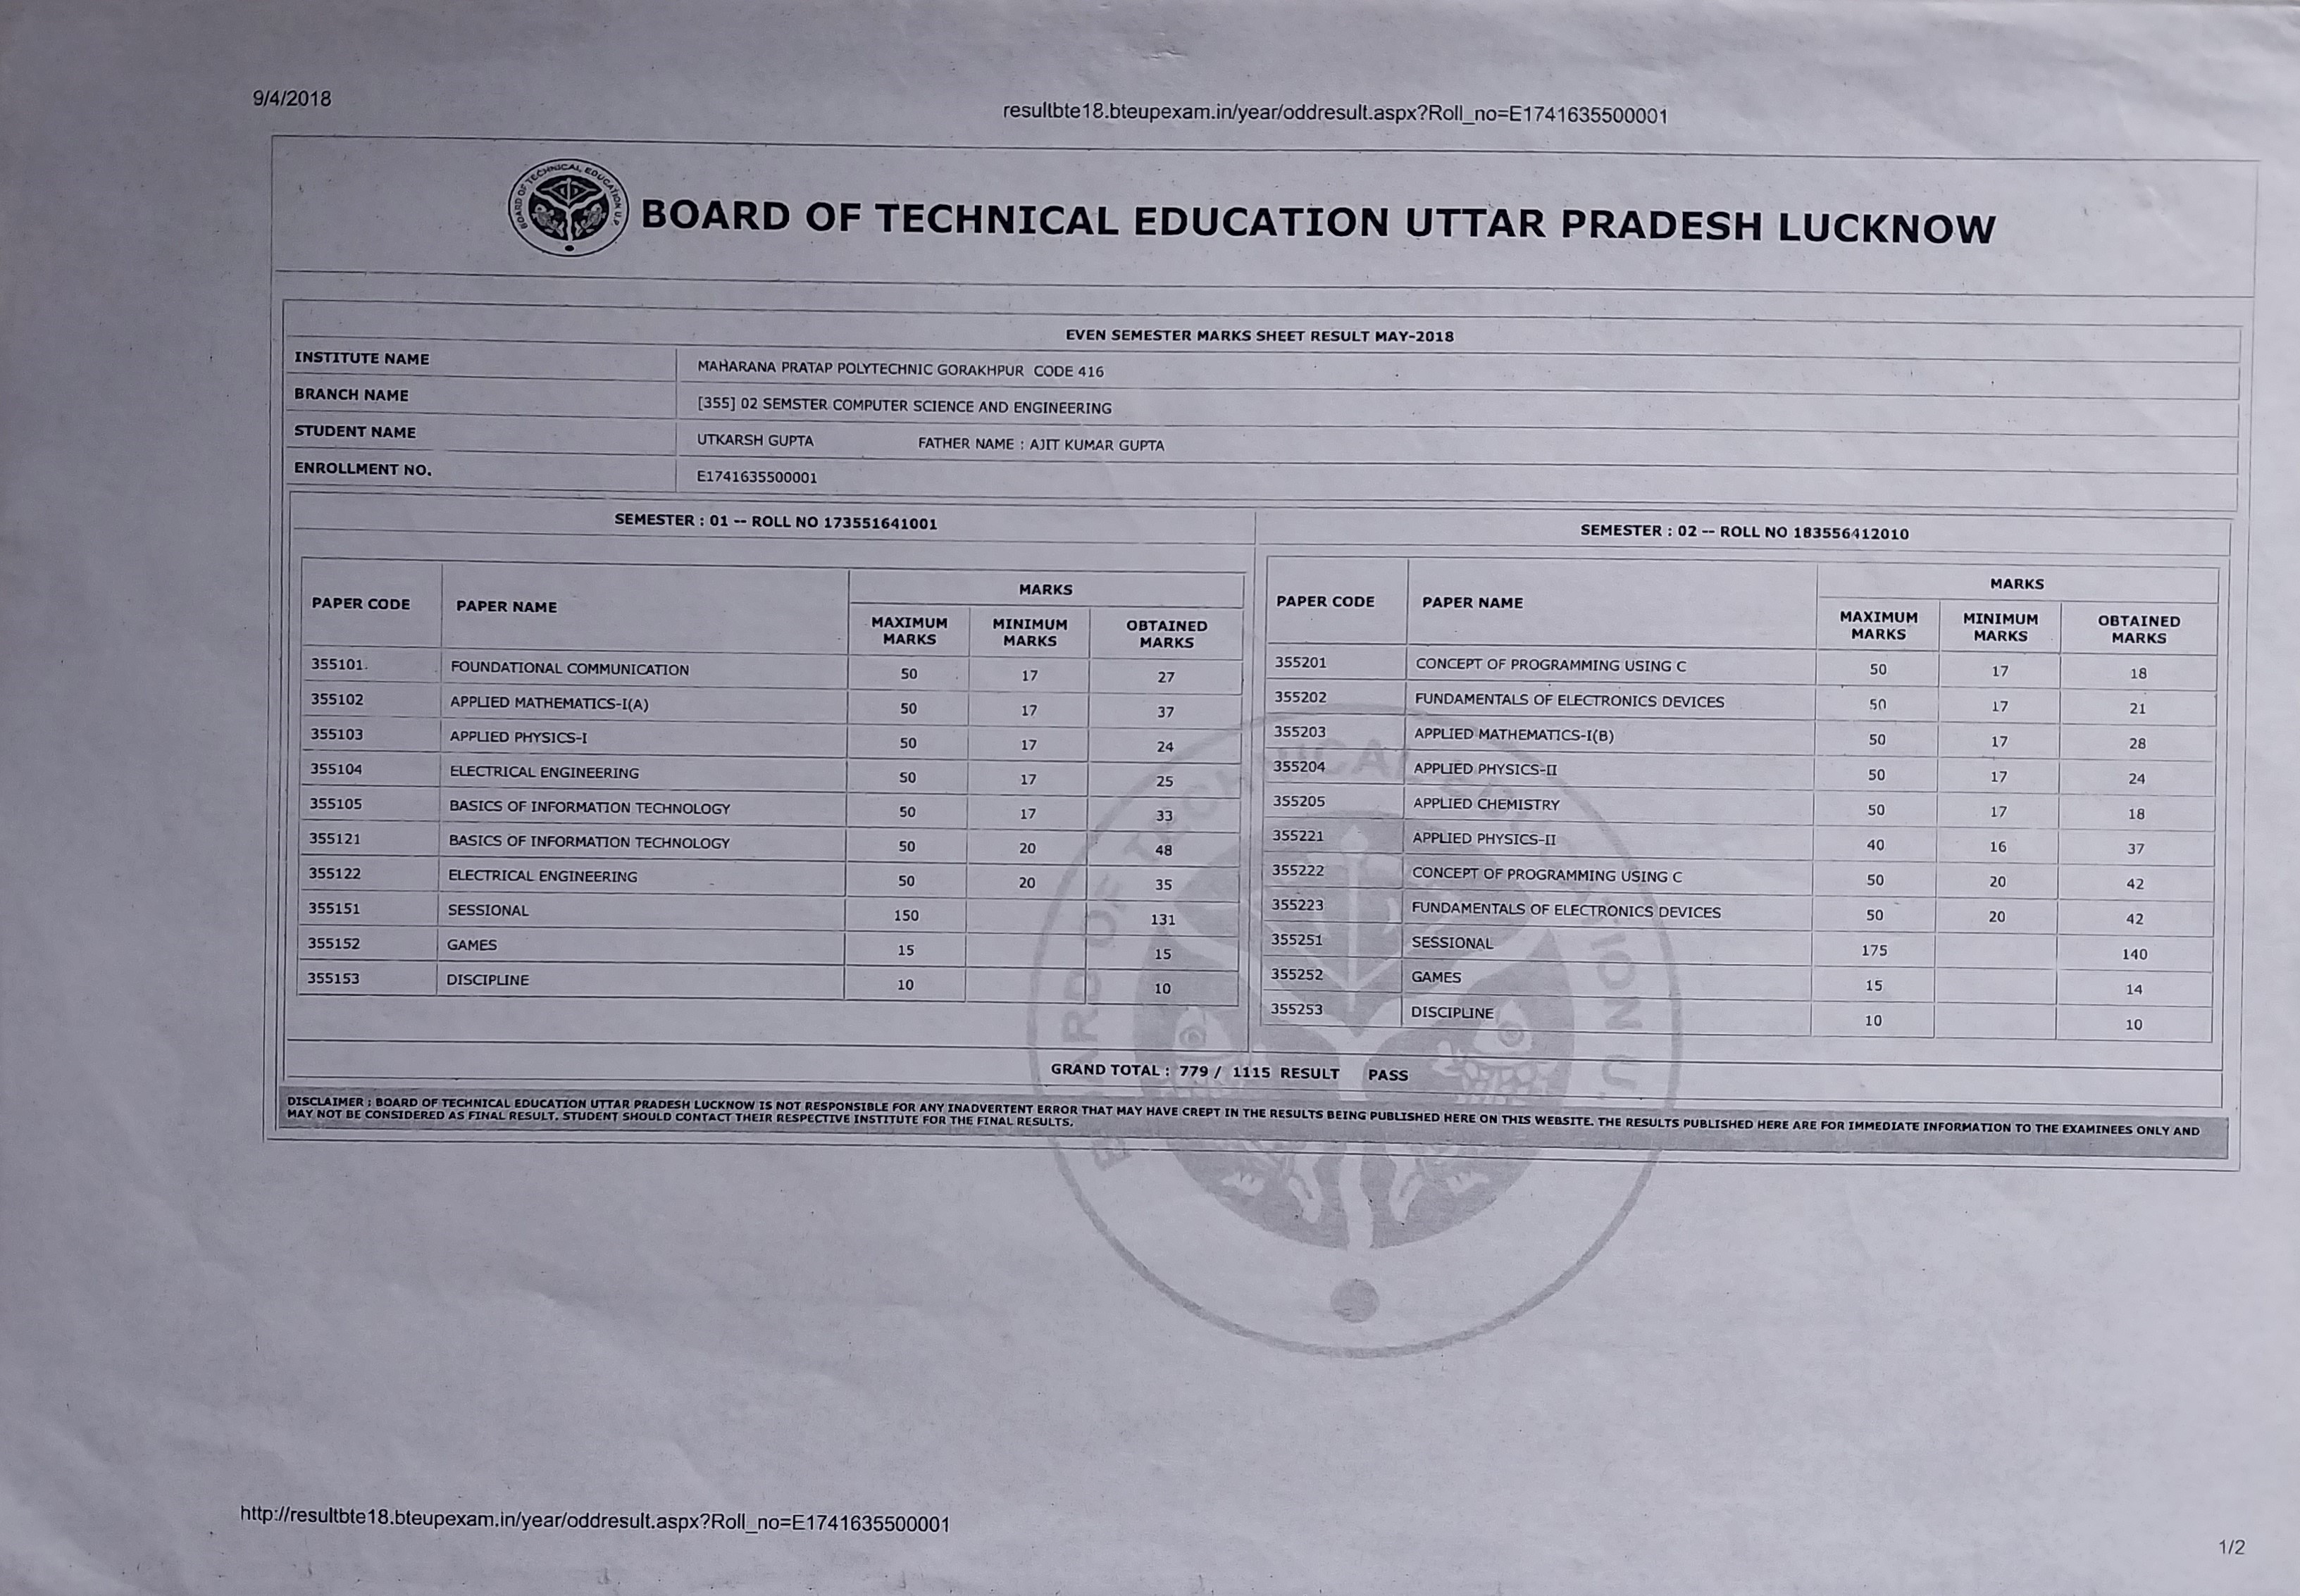 9/4/2018
resultbte18.bteupexam.in/year/oddresult.aspx?Roll_no=E1741635500001
BOARD OF TECHNICAL EDUCATION U.P.
BOARD OF TECHNICAL EDUCATION UTTAR PRADESH LUCKNOW
EVEN SEMESTER MARKS SHEET RESULT MAY-2018
INSTITUTE NAME MAHARANA PRATAP POLYTECHNIC GORAKHPUR CODE 416
BRANCH NAME [355] 02 SEMSTER COMPUTER SCIENCE AND ENGINEERING
STUDENT NAME UTKARSH GUPTA FATHER NAME : AJIT KUMAR GUPTA
ENROLLMENT NO. E1741635500001
SEMESTER : 01 -- ROLL NO 173551641001
PAPER CODE PAPER NAME MARKS
MAXIMUM MARKS MINIMUM MARKS OBTAINED MARKS
355101 FOUNDATIONAL COMMUNICATION 50 17 27
355102 APPLIED MATHEMATICS-I(A) 50 17 37
355103 APPLIED PHYSICS-I 50 17 24
355104 ELECTRICAL ENGINEERING 50 17 25
355105 BASICS OF INFORMATION TECHNOLOGY 50 17 33
355121 BASICS OF INFORMATION TECHNOLOGY 50 20 48
355122 ELECTRICAL ENGINEERING 50 20 35
355151 SESSIONAL 150 131
355152 GAMES 15 15
355153 DISCIPLINE 10 10
SEMESTER : 02 -- ROLL NO 183556412010
PAPER CODE PAPER NAME MARKS
MAXIMUM MARKS MINIMUM MARKS OBTAINED MARKS
355201 CONCEPT OF PROGRAMMING USING C 50 17 18
355202 FUNDAMENTALS OF ELECTRONICS DEVICES 50 17 21
355203 APPLIED MATHEMATICS-I(B) 50 17 28
355204 APPLIED PHYSICS-II 50 17 24
355205 APPLIED CHEMISTRY 50 17 18
355221 APPLIED PHYSICS-II 40 16 37
355222 CONCEPT OF PROGRAMMING USING C 50 20 42
355223 FUNDAMENTALS OF ELECTRONICS DEVICES 50 20 42
355251 SESSIONAL 175 140
355252 GAMES 15 14
355253 DISCIPLINE 10 10
GRAND TOTAL : 779 / 1115 RESULT PASS
DISCLAIMER : BOARD OF TECHNICAL EDUCATION UTTAR PRADESH LUCKNOW IS NOT RESPONSIBLE FOR ANY INADVERTENT ERROR THAT MAY HAVE CREPT IN THE RESULTS BEING PUBLISHED HERE ON THIS WEBSITE. THE RESULTS PUBLISHED HERE ARE FOR IMMEDIATE INFORMATION TO THE EXAMINEES ONLY AND
MAY NOT BE CONSIDERED AS FINAL RESULT. STUDENT SHOULD CONTACT THEIR RESPECTIVE INSTITUTE FOR THE FINAL RESULTS.
http://resultbte18.bteupexam.in/year/oddresult.aspx?Roll_no=E1741635500001
1/2